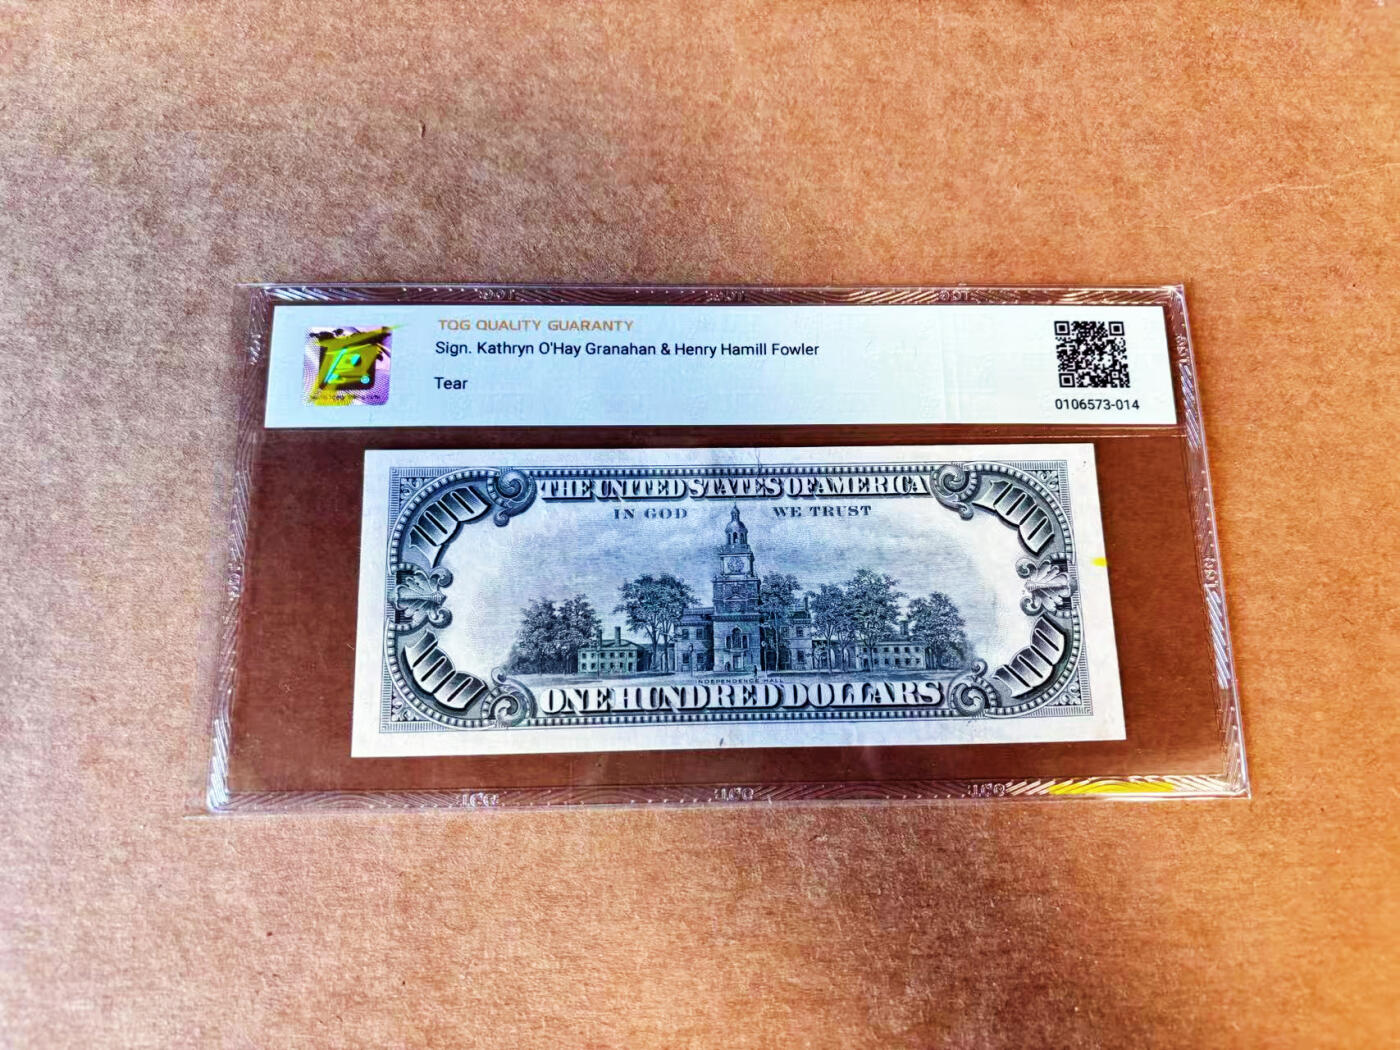 TQG QUALITY GUARANTY
Sign. Kathryn O'Hay Granahan & Henry Hamill Fowler
Tear
0106573-014
100 THE UNITED STATES OF AMERICA 100
IN GOD WE TRUST
INDEPENDENCE HALL
100 ONE HUNDRED DOLLARS 100